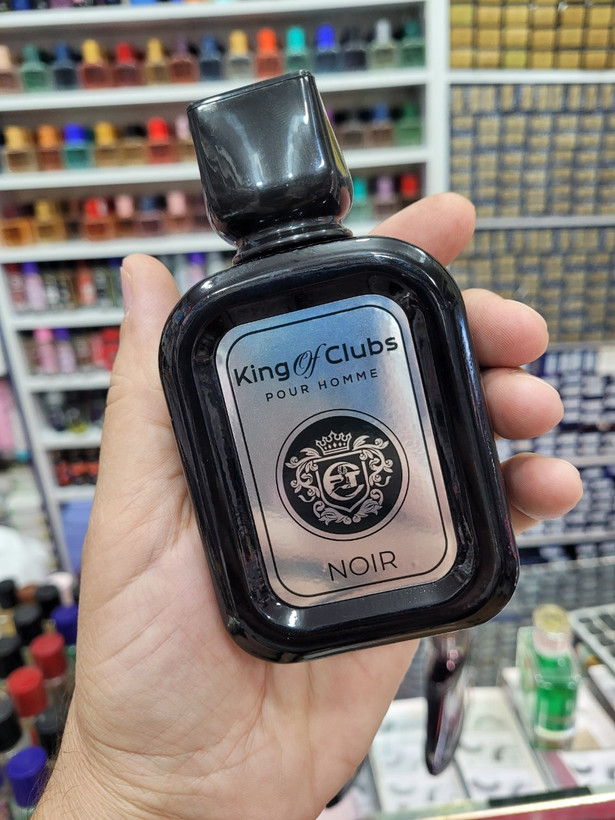 King Of Clubs
POUR HOMME
NOIR